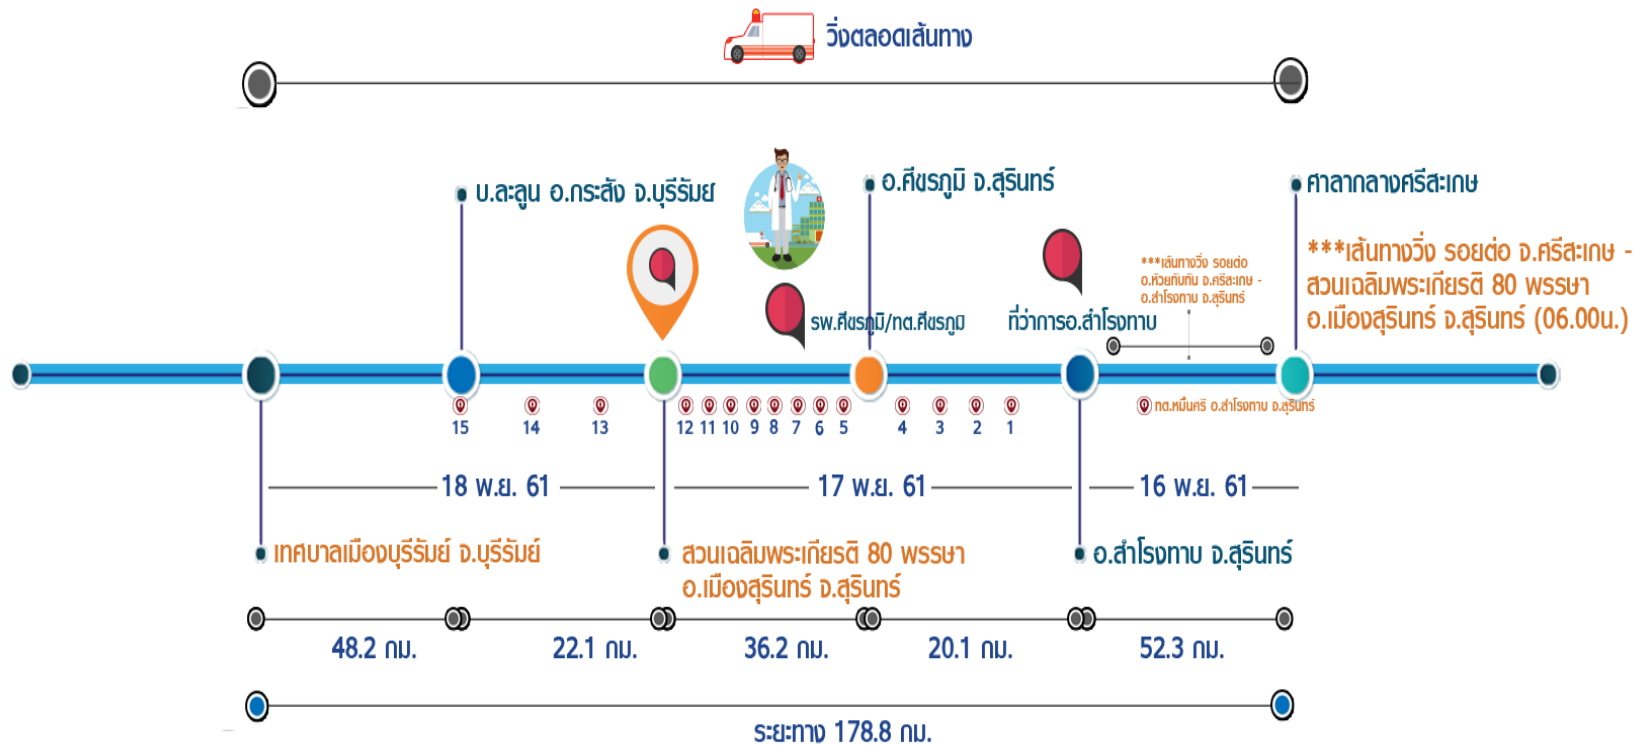 วิ่งตลอดเส้นทาง
บ.ละลูน อ.กระสัง จ.บุรีรัมย์
อ.ศีขรภูมิ จ.สุรินทร์
ศาลากลางศรีสะเกษ
***เส้นทางวิ่ง รอยต่อ จ.ศรีสะเกษ -
สวนเฉลิมพระเกียรติ 80 พรรษา
อ.เมืองสุรินทร์ จ.สุรินทร์ (06.00น.)
***เส้นทางวิ่ง รอยต่อ
อ.ห้วยทับทัน จ.ศรีสะเกษ -
อ.สำโรงทาบ จ.สุรินทร์
รพ.ศีขรภูมิ/ทต.ศีขรภูมิ
ที่ว่าการอ.สำโรงทาบ
ทต.หมื่นศรี อ.สำโรงทาบ จ.สุรินทร์
15 14 13 12 11 10 9 8 7 6 5 4 3 2 1
18 พ.ย. 61
17 พ.ย. 61
16 พ.ย. 61
เทศบาลเมืองบุรีรัมย์ จ.บุรีรัมย์
สวนเฉลิมพระเกียรติ 80 พรรษา
อ.เมืองสุรินทร์ จ.สุรินทร์
อ.สำโรงทาบ จ.สุรินทร์
48.2 กม.
22.1 กม.
36.2 กม.
20.1 กม.
52.3 กม.
ระยะทาง 178.8 กม.